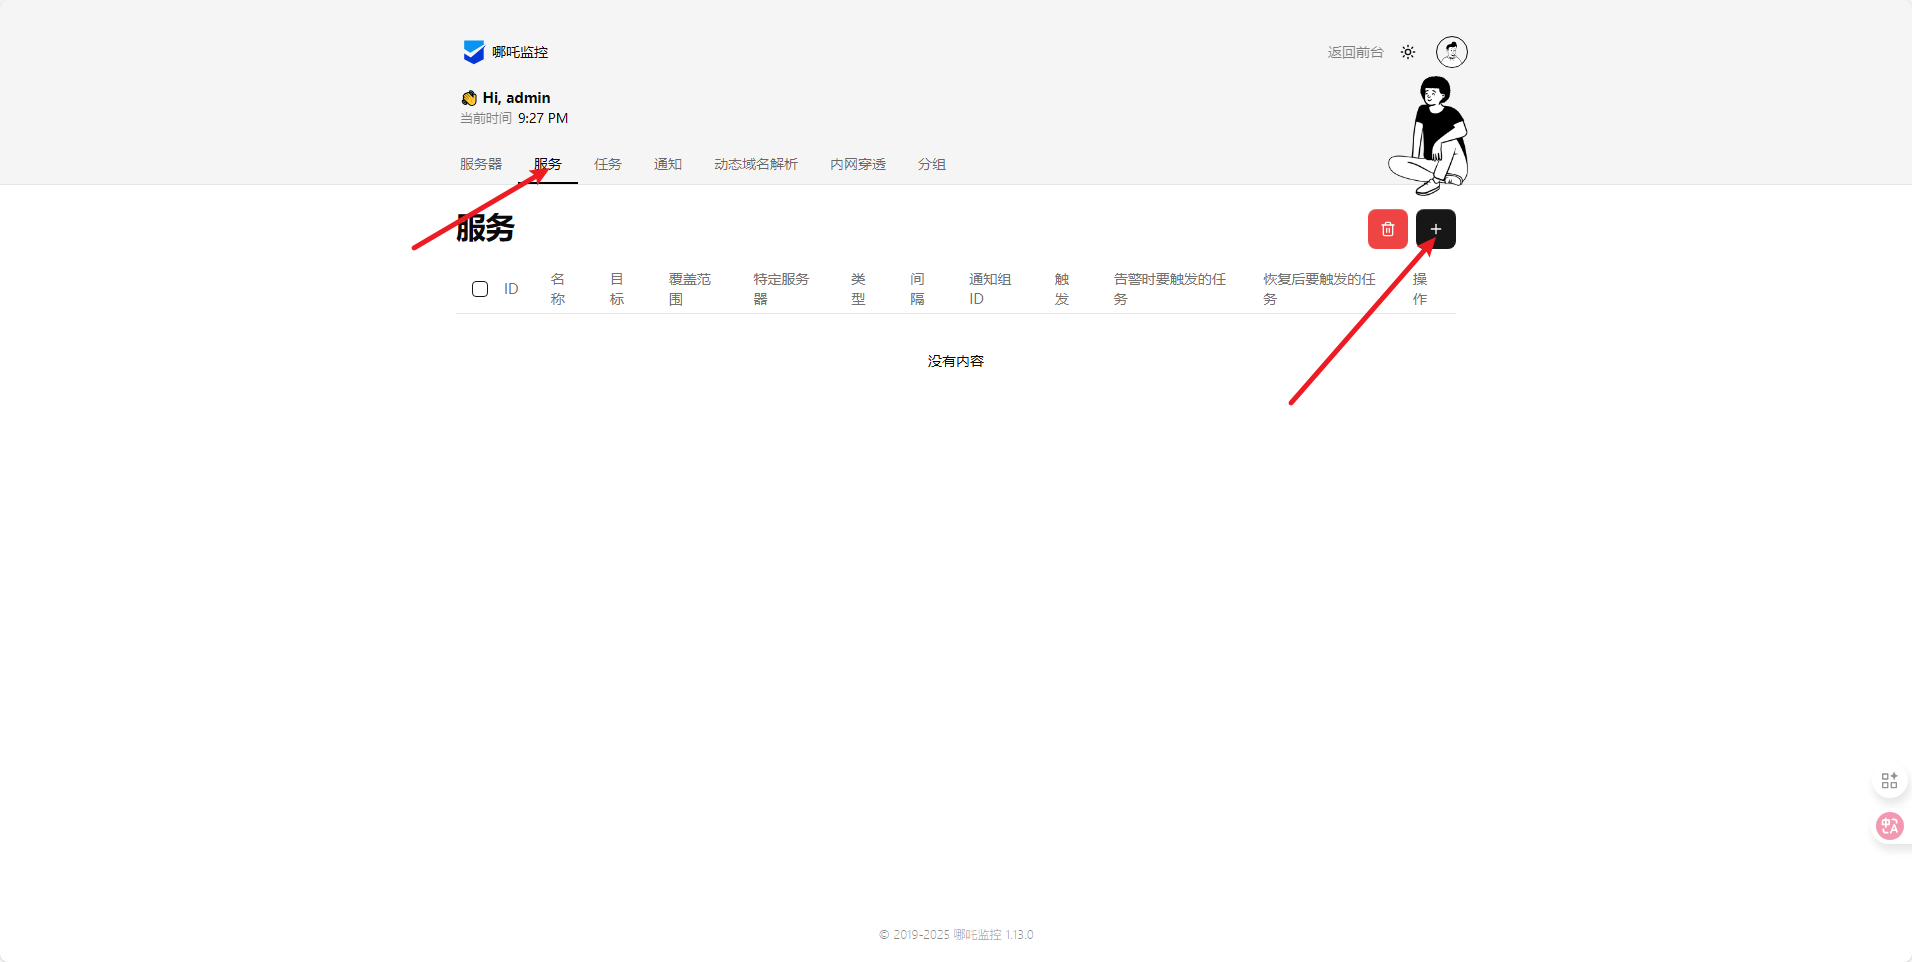 哪吒监控
返回前台
Hi, admin
当前时间 9:27 PM
服务器 服务 任务 通知 动态域名解析 内网穿透 分组
服务
ID 名称 目标 覆盖范围 特定服务器 类型 间隔 通知组ID 触发 告警时要触发的任务 恢复后要触发的任务 操作
没有内容
中A
© 2019-2025 哪吒监控 1.13.0